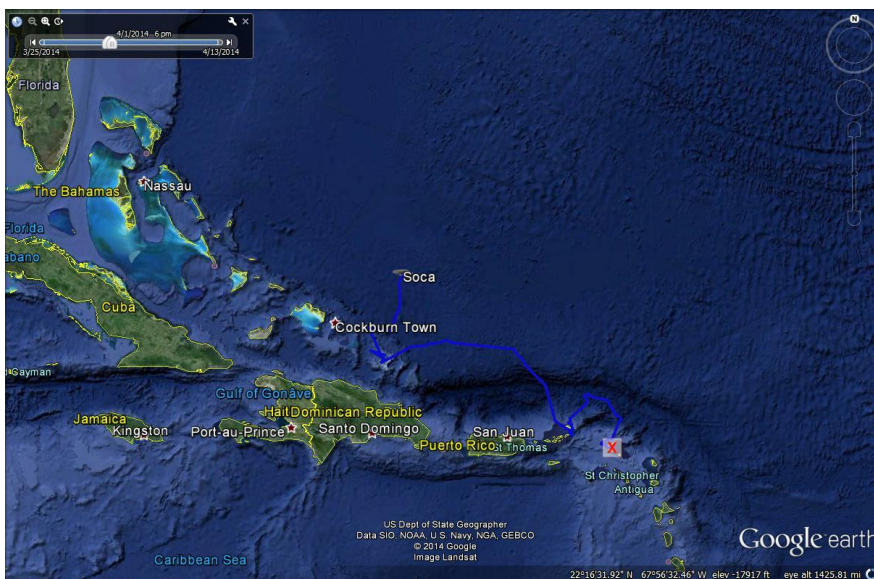 4/1/2014 6 pm
3/25/2014
4/13/2014
N
Florida
The Bahamas
Nassau
Florida
Soca
Cuba
Cockburn Town
Cayman
Gulf of Gonâve
Jamaica
Kingston
Haiti
Dominican Republic
Port-au-Prince
Santo Domingo
San Juan
Puerto Rico
St Thomas
X
St Christopher
Antigua
US Dept of State Geographer
Data SIO, NOAA, U.S. Navy, NGA, GEBCO
© 2014 Google
Image Landsat
Google earth
Caribbean Sea
22°16'31.92" N 67°56'32.46" W elev -17917 ft eye alt 1425.81 mi